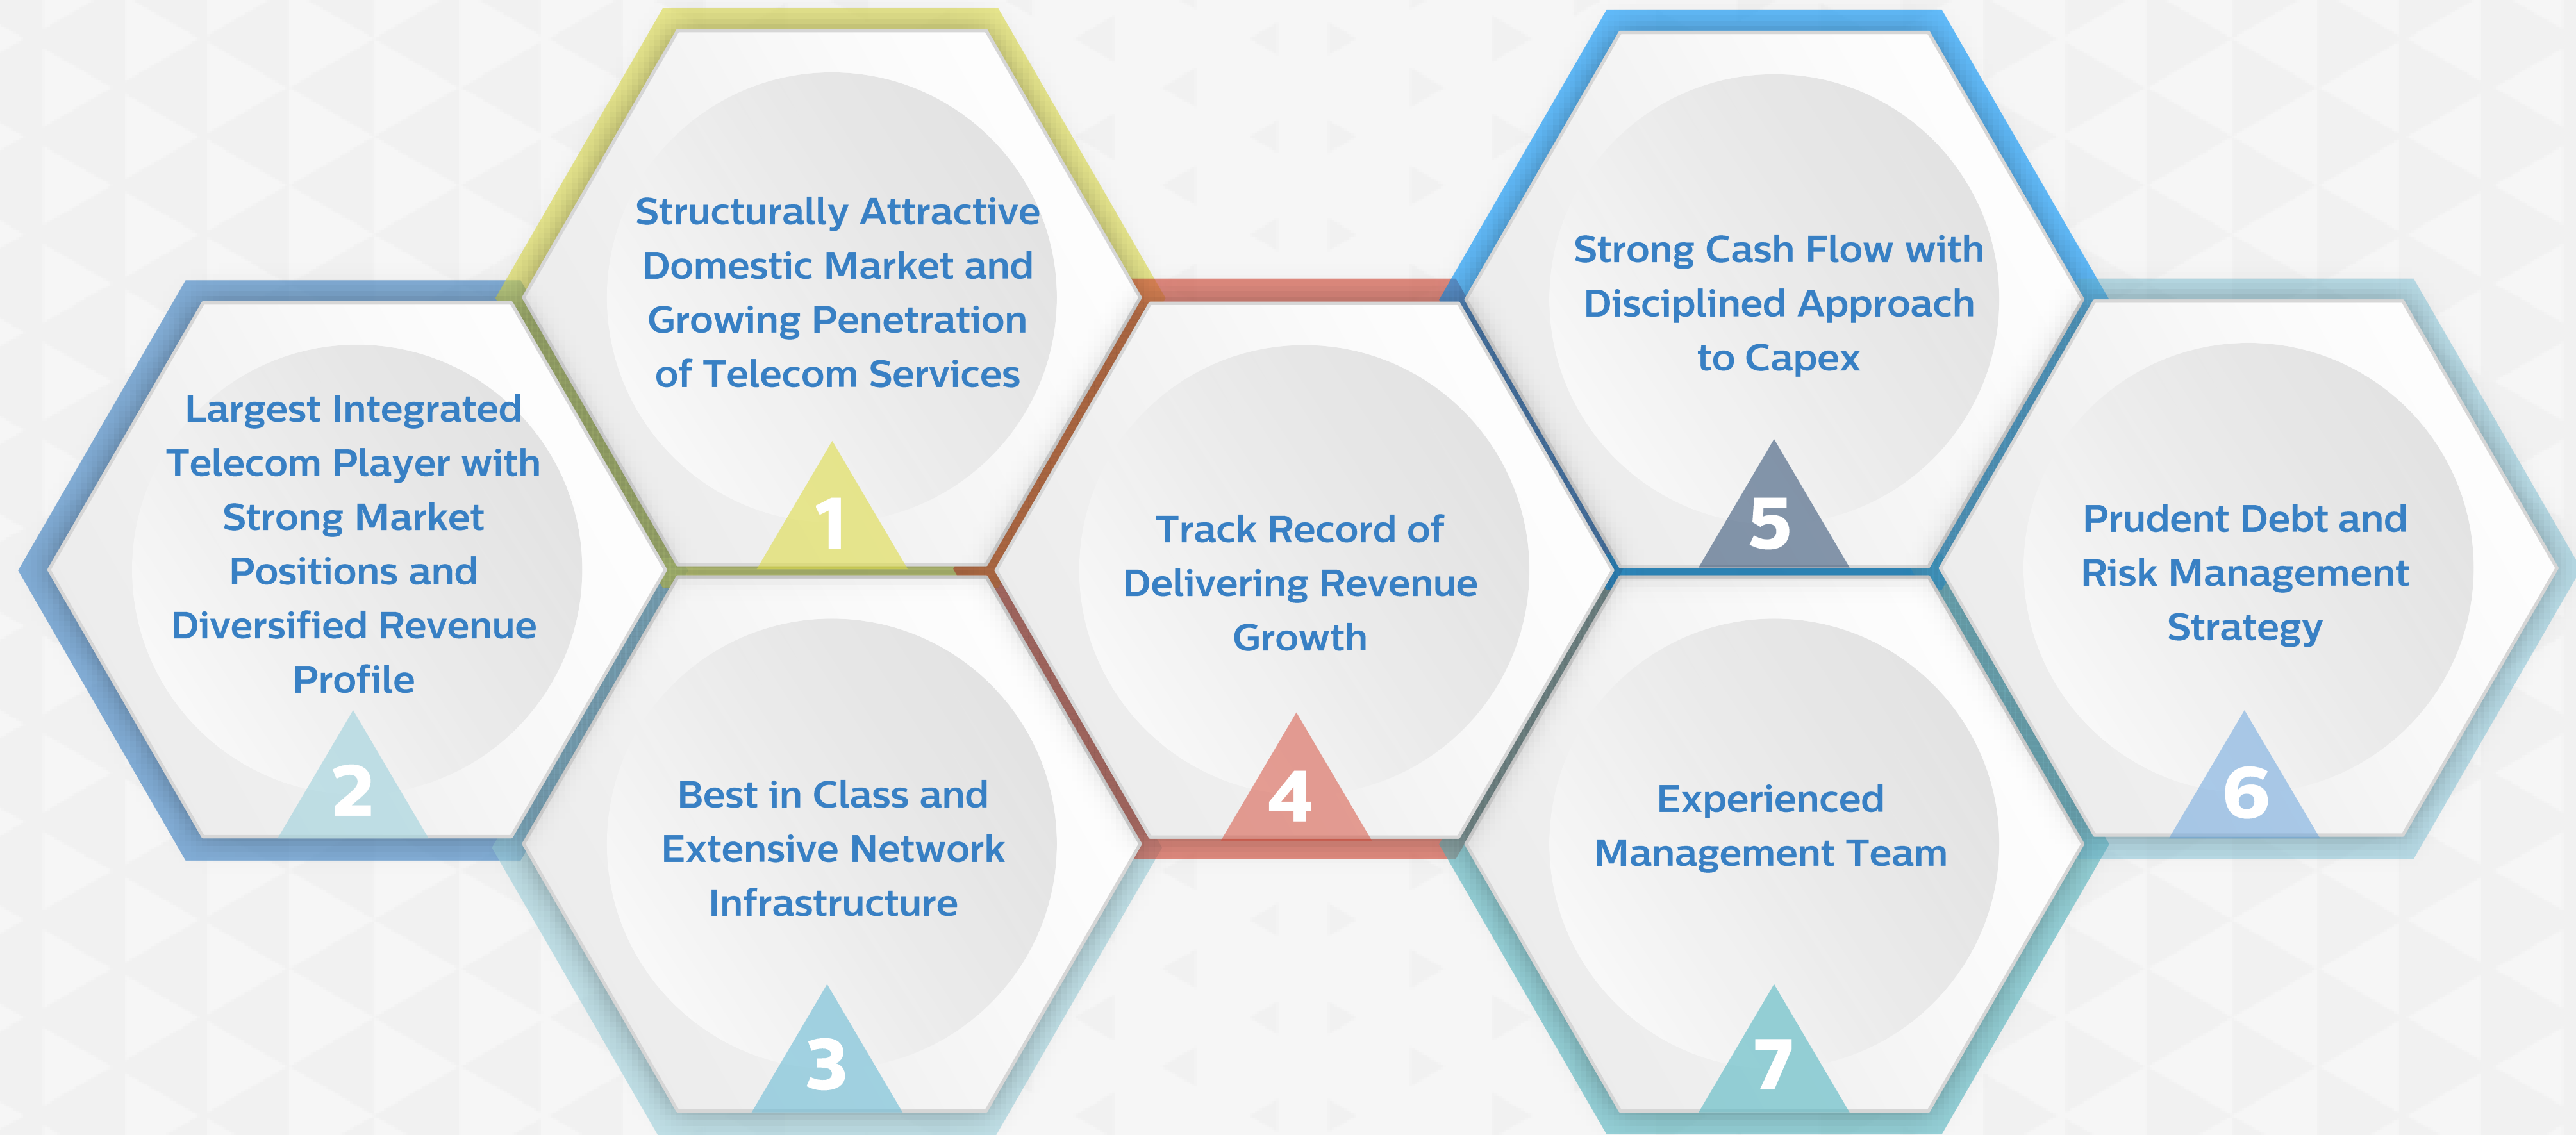 Structurally Attractive
Domestic Market and
Growing Penetration
of Telecom Services
1
Largest Integrated
Telecom Player with
Strong Market
Positions and
Diversified Revenue
Profile
2
Best in Class and
Extensive Network
Infrastructure
3
Track Record of
Delivering Revenue
Growth
4
Strong Cash Flow with
Disciplined Approach
to Capex
5
Prudent Debt and
Risk Management
Strategy
6
Experienced
Management Team
7